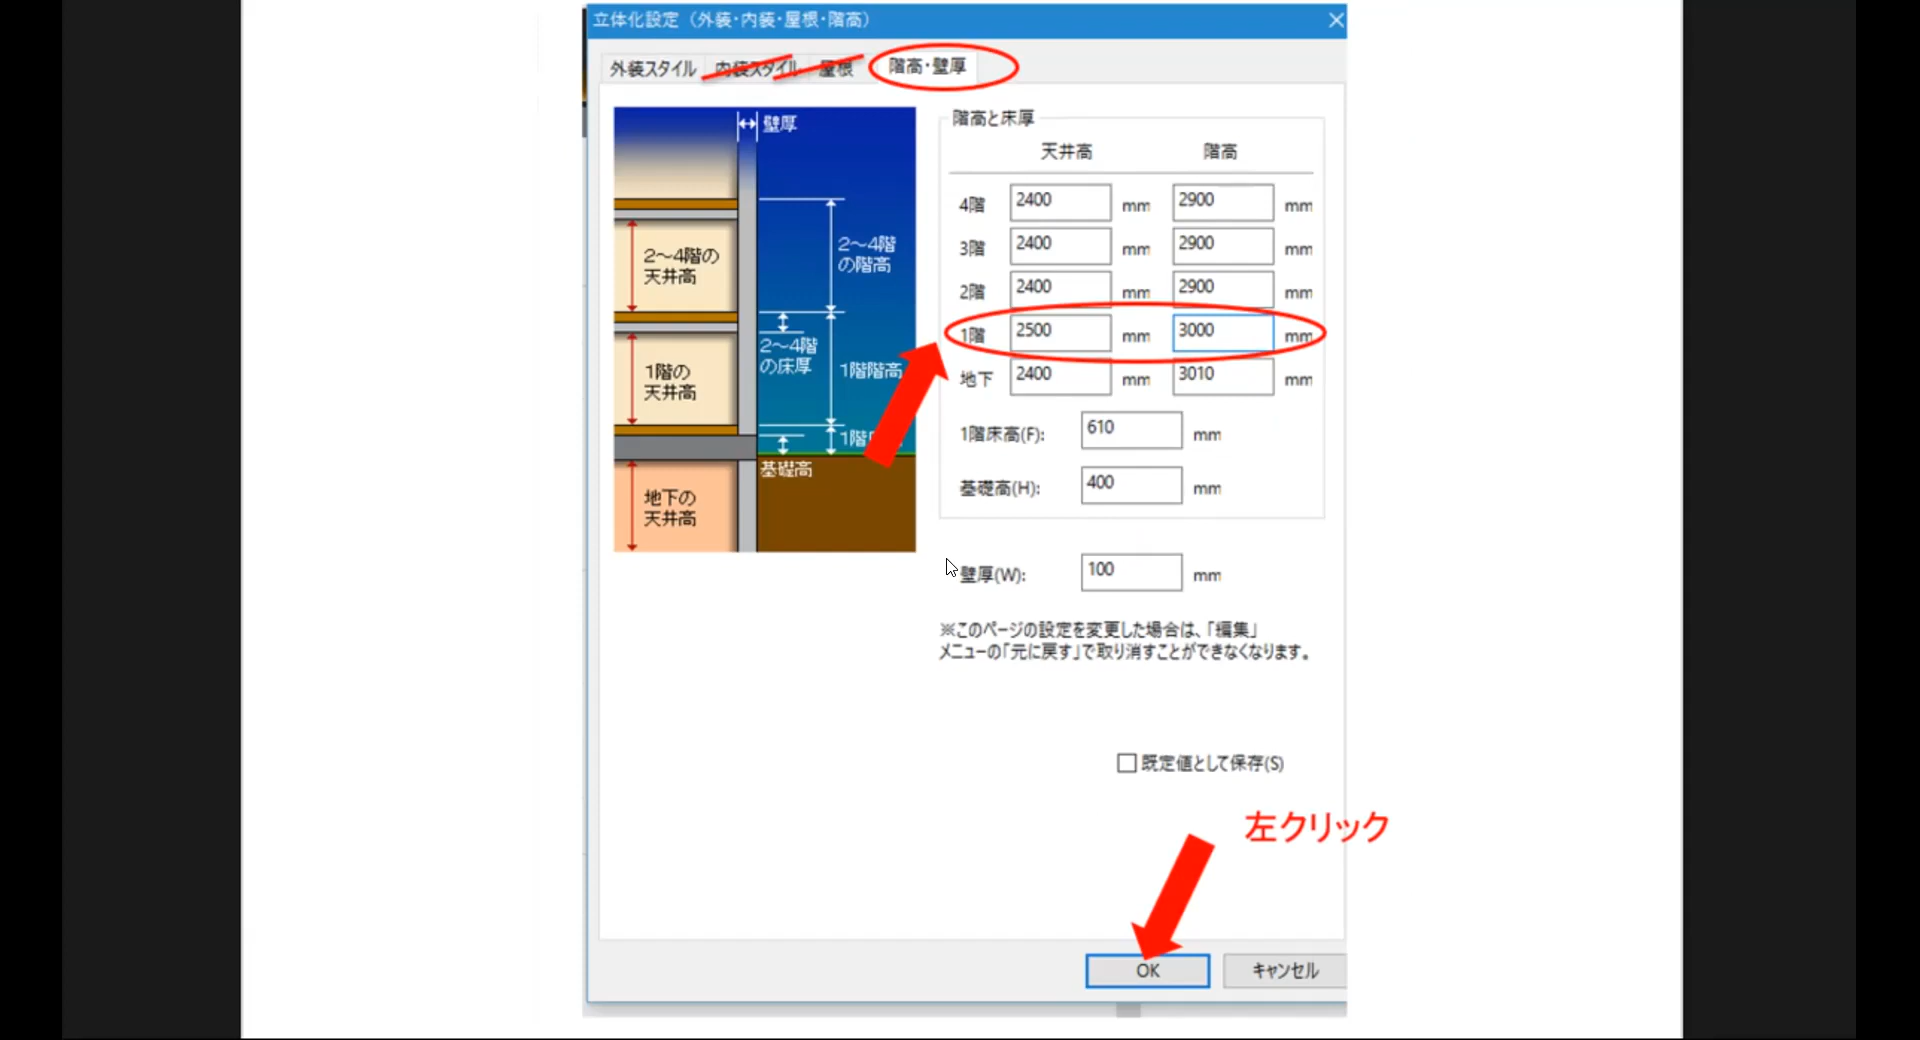 立体化設定（外装・内装・屋根・階高）
外装スタイル 内装スタイル 屋根 階高・壁厚
壁厚
2～4階の
天井高
2～4階
の階高
2～4階
の床厚
1階の
天井高
1階階高
1階
基礎高
地下の
天井高
階高と床厚
天井高 階高
4階 2400 mm 2900 mm
3階 2400 mm 2900 mm
2階 2400 mm 2900 mm
1階 2500 mm 3000 mm
地下 2400 mm 3010 mm
1階床高(F): 610 mm
基礎高(H): 400 mm
壁厚(W): 100 mm
※このページの設定を変更した場合は、「編集」
メニューの「元に戻す」で取り消すことができなくなります。
既定値として保存(S)
左クリック
OK キャンセル